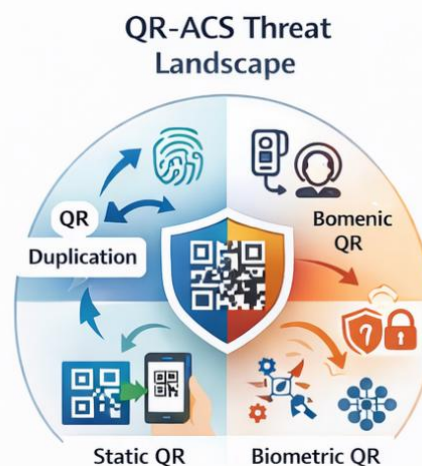 QR-ACS Threat
Landscape
QR
Duplication
Bomenic
QR
Static QR
Biometric QR